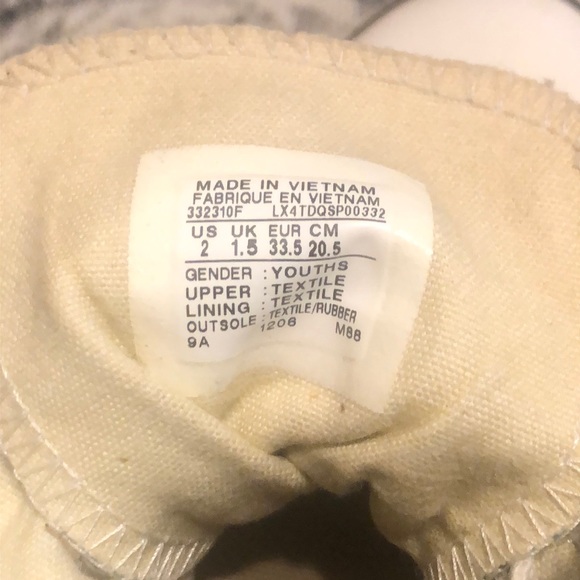 MADE IN VIETNAM
FABRIQUE EN VIETNAM
332310F LX4TDQSP00332
US UK EUR CM
2 1.5 33.5 20.5
GENDER : YOUTHS
UPPER : TEXTILE
LINING : TEXTILE
OUTSOLE : TEXTILE/RUBBER
9A 1206 M88